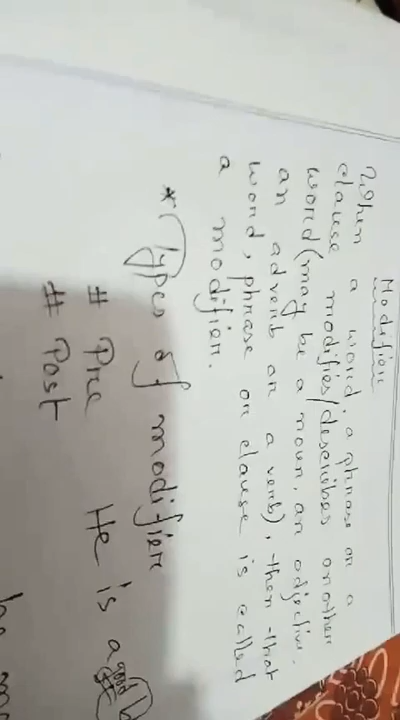 Modifier
When a word, a phrase or a
clause modifies/describes another
word (may be a noun, an adjective.
an adverb or a verb), then that
word, phrase or clause is called
a modifier.
* Types of modifier
# Pre He is a good
# Post